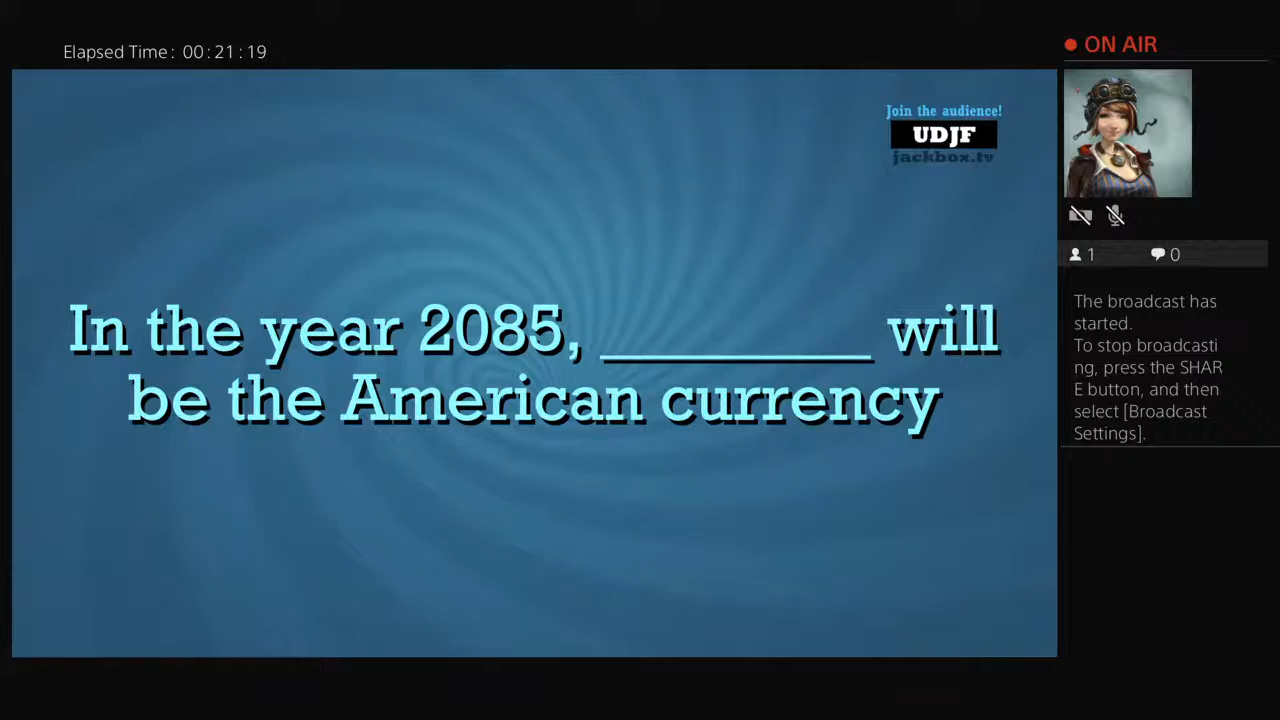 Elapsed Time: 00:21:19
ON AIR
Join the audience!
UDJF
jackbox.tv
In the year 2085, ________ will
be the American currency
1 0
The broadcast has
started.
To stop broadcasti
ng, press the SHAR
E button, and then
select [Broadcast
Settings].